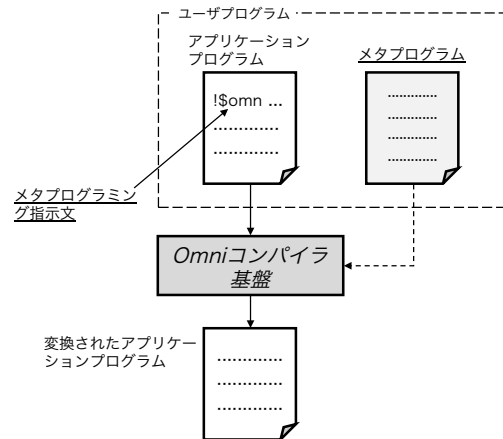 ユーザプログラム
アプリケーション
プログラム
メタプログラム
!$omn ...
.............
.............
............
............
............
............
メタプログラミン
グ指示文
Omniコンパイラ
基盤
変換されたアプリケー
ションプログラム
.............
.............
.............